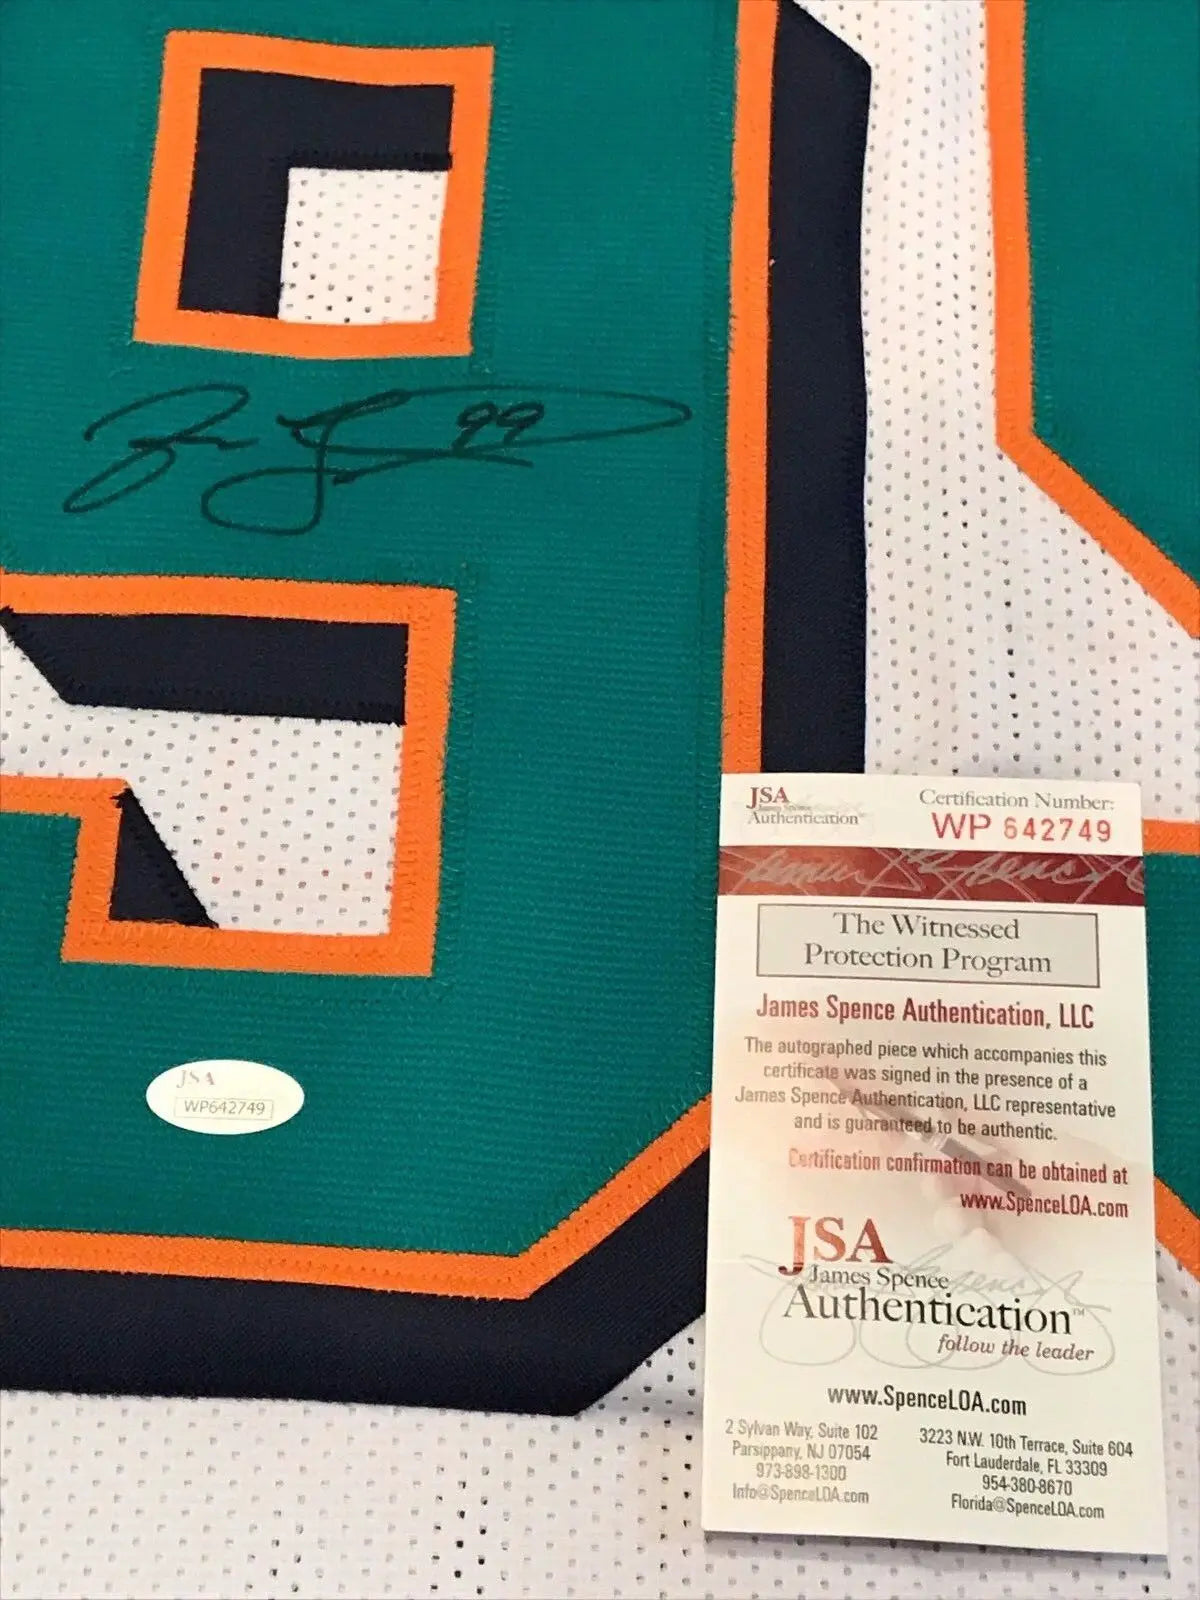 99
JSA
WP642749
JSA
James Spence
Authentication™
Certification Number:
WP 642749
The Witnessed
Protection Program
James Spence Authentication, LLC
The autographed piece which accompanies this
certificate was signed in the presence of a
James Spence Authentication, LLC representative
and is guaranteed to be authentic.
Certification confirmation can be obtained at
www.SpenceLOA.com
JSA
James Spence
Authentication™
follow the leader
www.SpenceLOA.com
2 Sylvan Way, Suite 102
Parsippany, NJ 07054
973-898-1300
Info@SpenceLOA.com
3223 N.W. 10th Terrace, Suite 604
Fort Lauderdale, FL 33309
954-380-8670
Florida@SpenceLOA.com